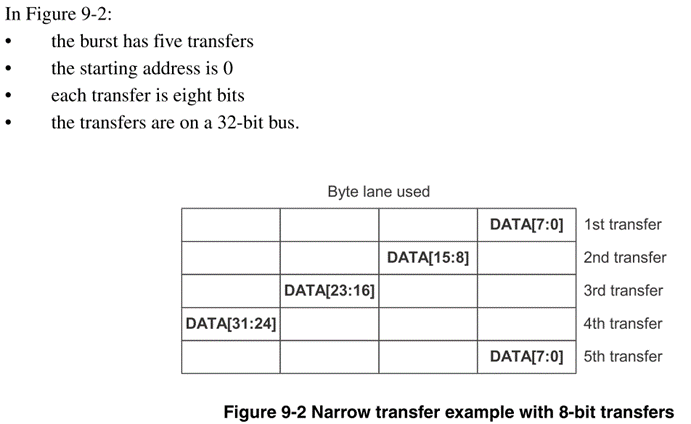 In Figure 9-2:
• the burst has five transfers
• the starting address is 0
• each transfer is eight bits
• the transfers are on a 32-bit bus.
Byte lane used
DATA[7:0] 1st transfer
DATA[15:8] 2nd transfer
DATA[23:16] 3rd transfer
DATA[31:24] 4th transfer
DATA[7:0] 5th transfer
Figure 9-2 Narrow transfer example with 8-bit transfers